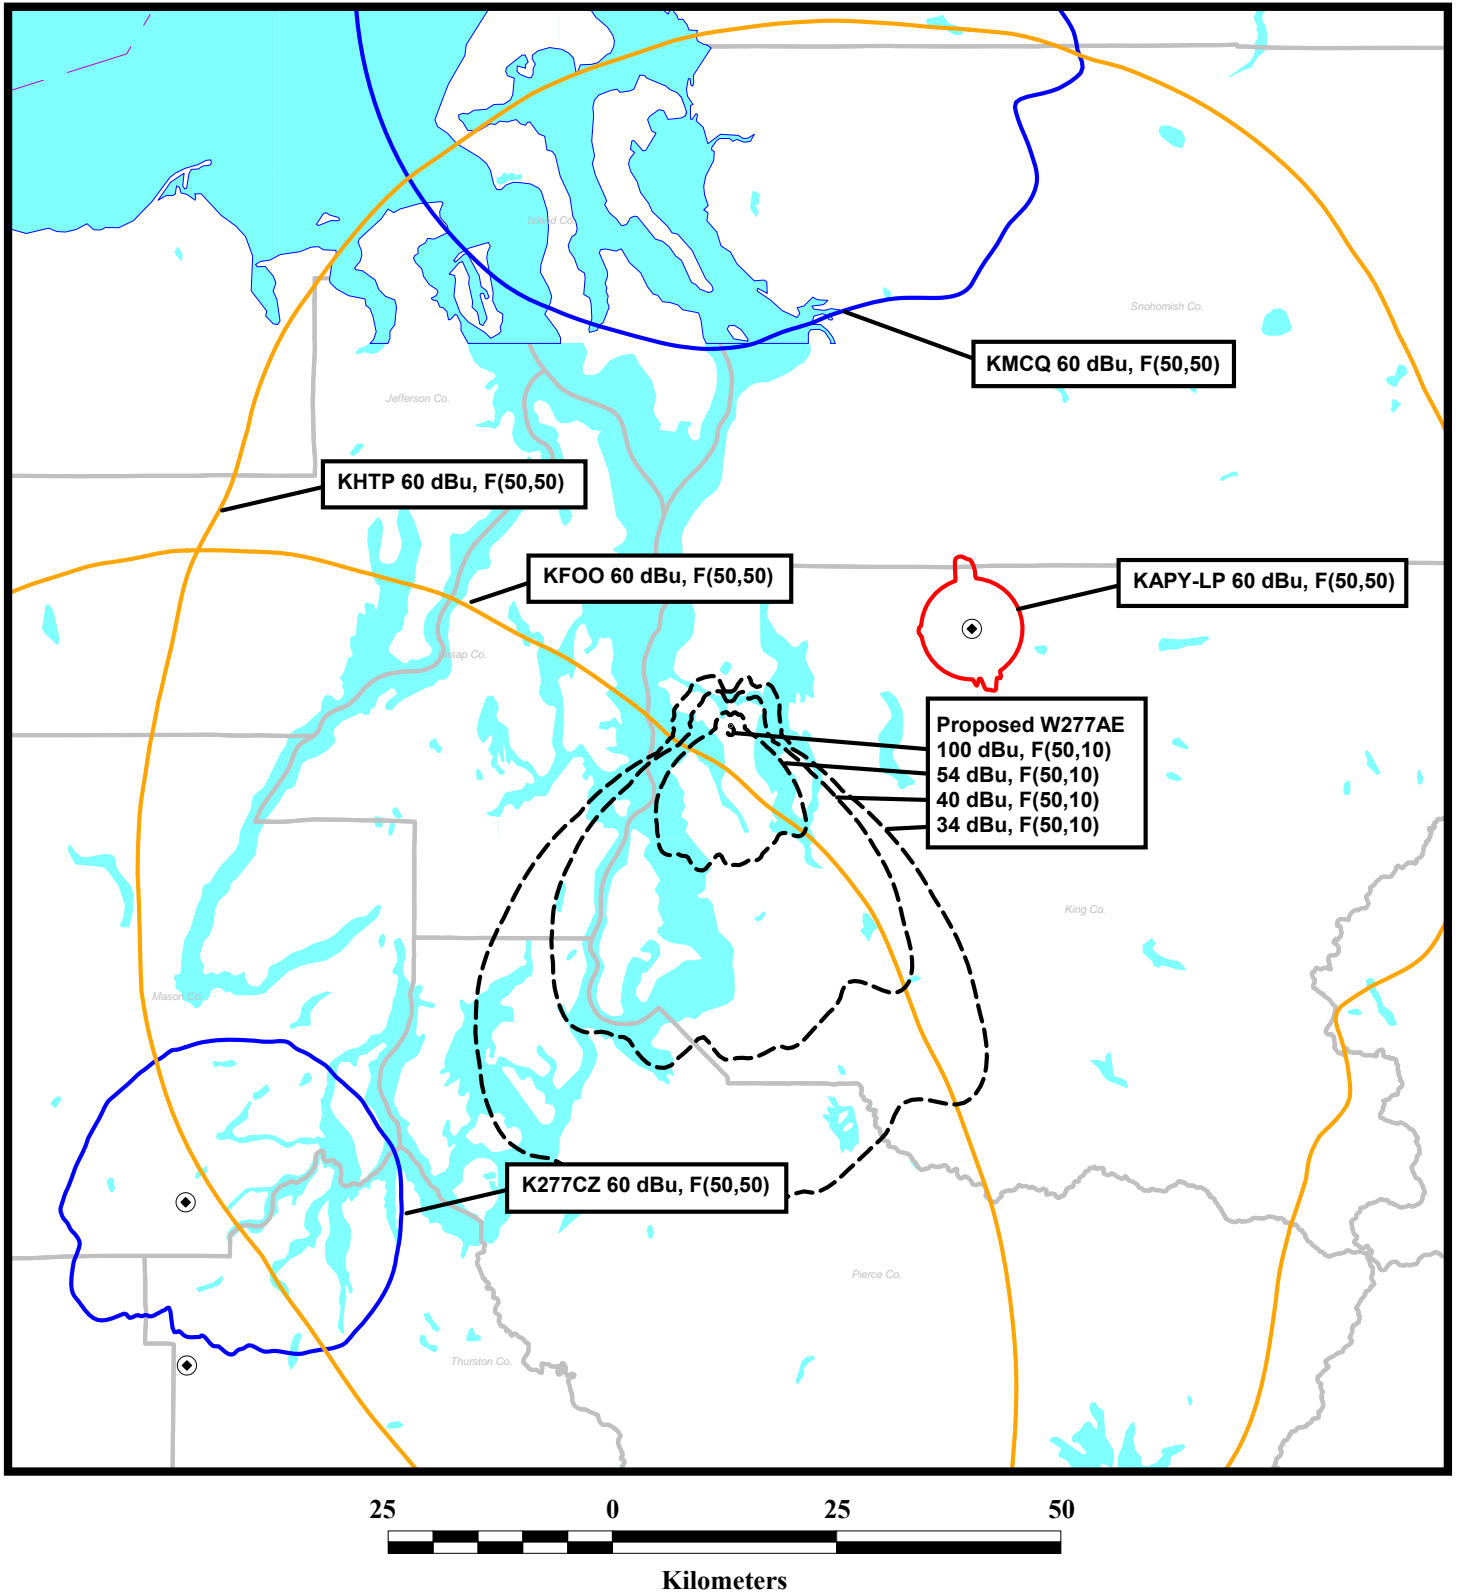 Island Co.
Snohomish Co.
KMCQ 60 dBu, F(50,50)
Jefferson Co.
KHTP 60 dBu, F(50,50)
KFOO 60 dBu, F(50,50)
KAPY-LP 60 dBu, F(50,50)
Kitsap Co.
Proposed W277AE
100 dBu, F(50,10)
54 dBu, F(50,10)
40 dBu, F(50,10)
34 dBu, F(50,10)
King Co.
Mason Co.
K277CZ 60 dBu, F(50,50)
Pierce Co.
Thurston Co.
25 0 25 50
Kilometers